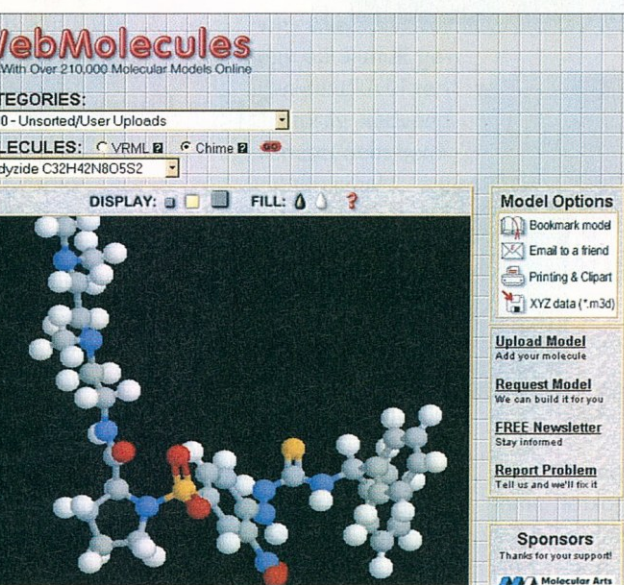 WebMolecules
With Over 210,000 Molecular Models Online
TEGORIES:
0 - Unsorted/User Uploads
LECULES: VRML ? Chime ? GO
dyzide C32H42N8O5S2
DISPLAY: FILL: ?
Model Options
Bookmark model
Email to a friend
Printing & Clipart
XYZ data (*.m3d)
Upload Model
Add your molecule
Request Model
We can build it for you
FREE Newsletter
Stay informed
Report Problem
Tell us and we'll fix it
Sponsors
Thanks for your support!
Molecular Arts